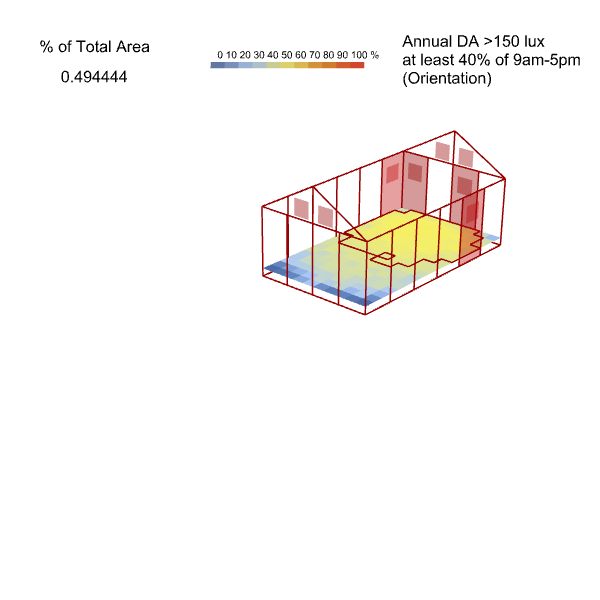 % of Total Area
0.494444
0 10 20 30 40 50 60 70 80 90 100 %
Annual DA >150 lux
at least 40% of 9am-5pm
(Orientation)